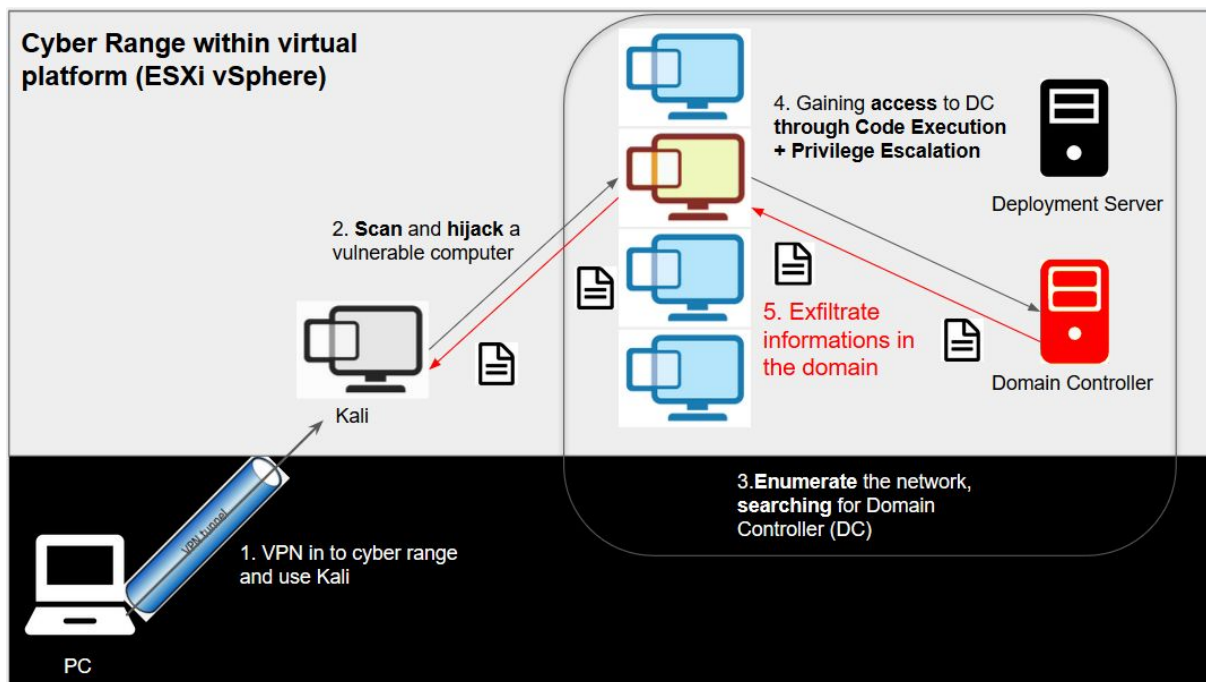 Cyber Range within virtual
platform (ESXi vSphere)
4. Gaining access to DC
through Code Execution
+ Privilege Escalation
Deployment Server
2. Scan and hijack a
vulnerable computer
5. Exfiltrate
informations in
the domain
Domain Controller
Kali
3.Enumerate the network,
searching for Domain
Controller (DC)
VPN tunnel
1. VPN in to cyber range
and use Kali
PC